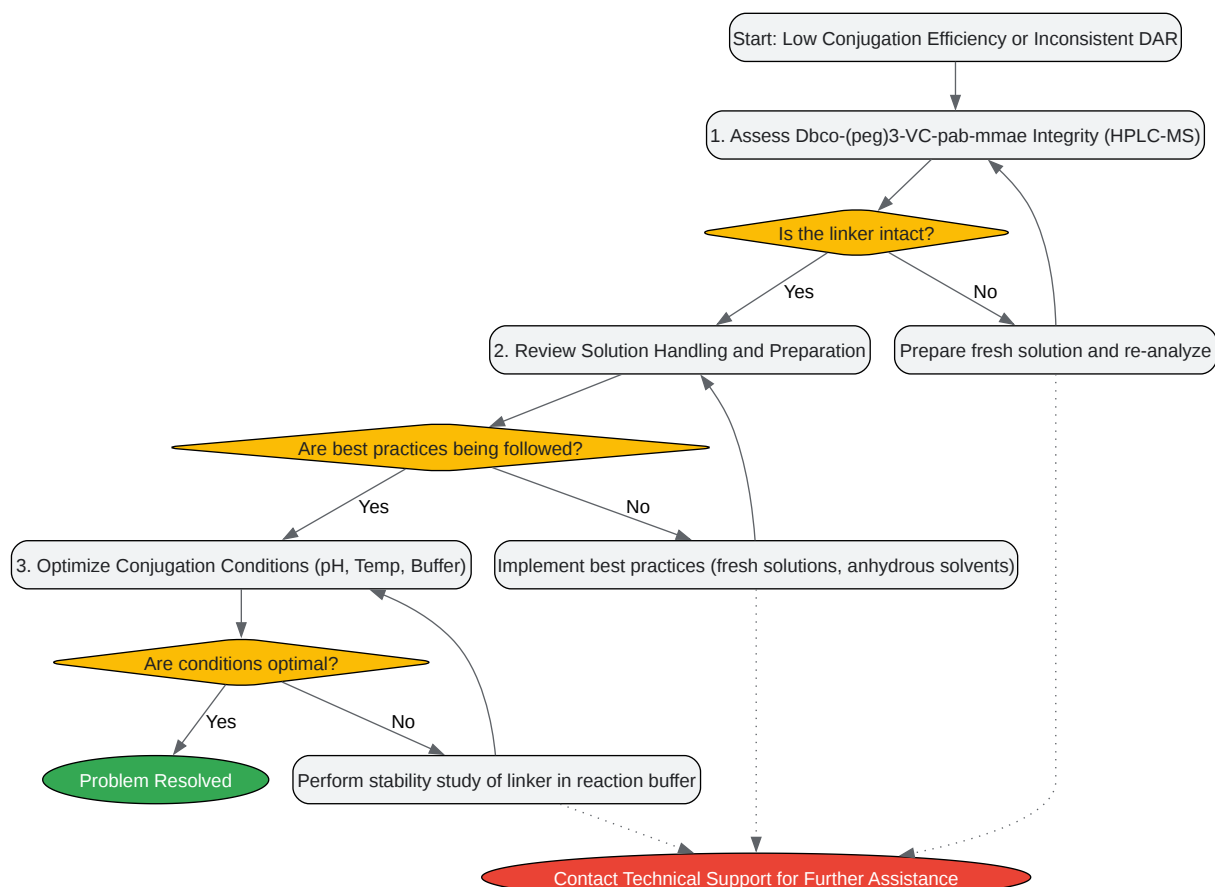 Start: Low Conjugation Efficiency or Inconsistent DAR
1. Assess Dbco-(peg)3-VC-pab-mmae Integrity (HPLC-MS)
Is the linker intact?
Yes
No
2. Review Solution Handling and Preparation
Prepare fresh solution and re-analyze
Are best practices being followed?
Yes
No
3. Optimize Conjugation Conditions (pH, Temp, Buffer)
Implement best practices (fresh solutions, anhydrous solvents)
Are conditions optimal?
Yes
No
Problem Resolved
Perform stability study of linker in reaction buffer
Contact Technical Support for Further Assistance